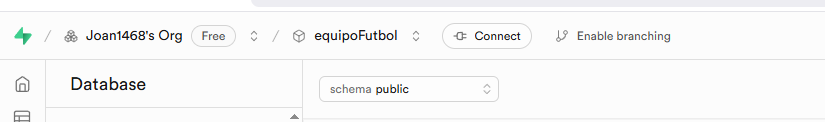 / Joan1468's Org Free / equipoFutbol Connect Enable branching
Database
schema public